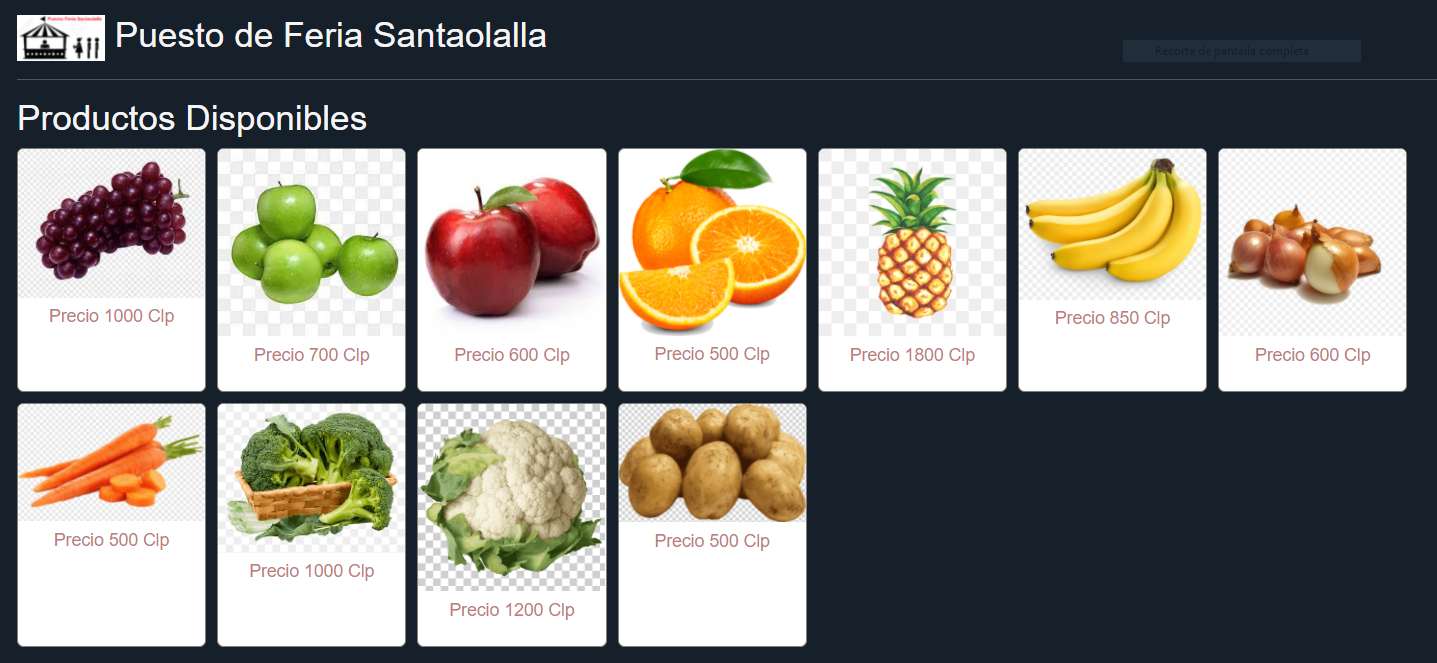 Puesto Feria Santaolalla
Puesto de Feria Santaolalla
Recorte de pantalla completa
Productos Disponibles
Precio 1000 Clp
Precio 700 Clp
Precio 600 Clp
Precio 500 Clp
Precio 1800 Clp
Precio 850 Clp
Precio 600 Clp
Precio 500 Clp
Precio 1000 Clp
Precio 1200 Clp
Precio 500 Clp